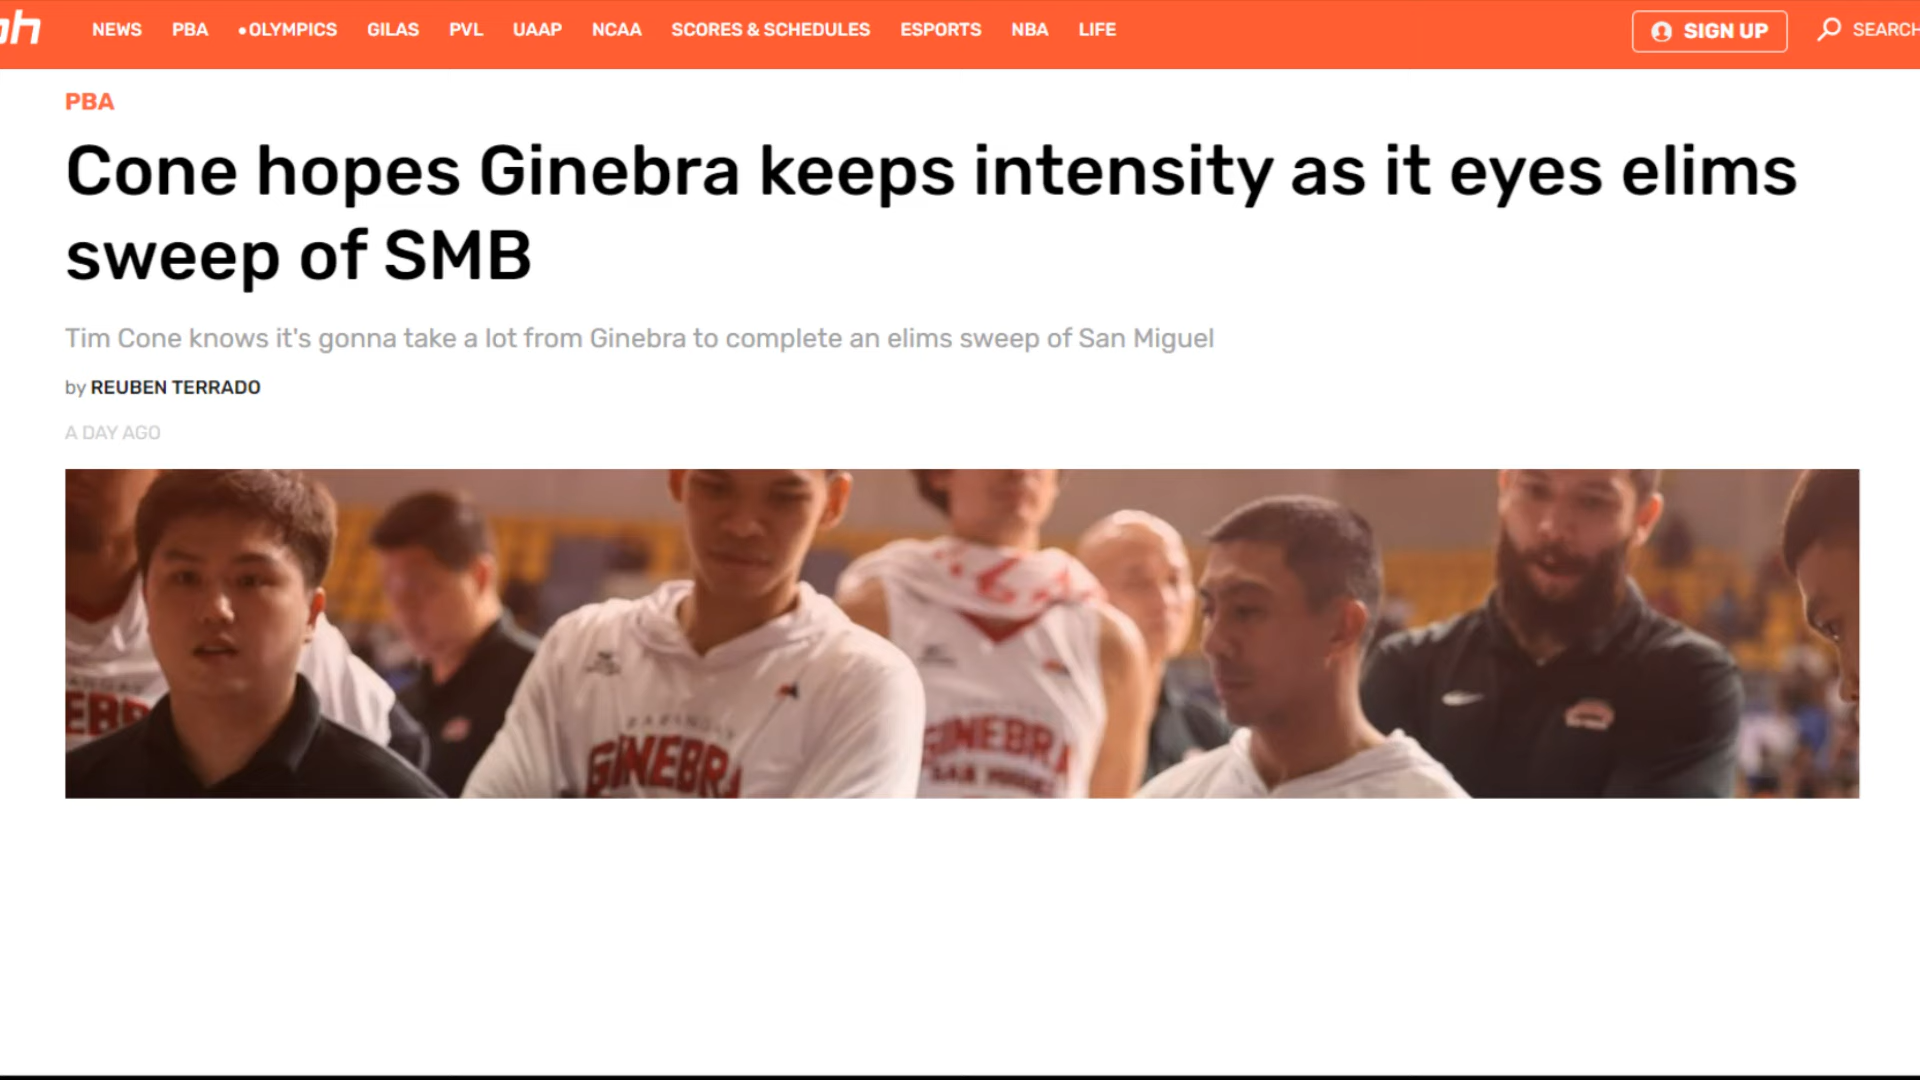 ph
NEWS PBA •OLYMPICS GILAS PVL UAAP NCAA SCORES & SCHEDULES ESPORTS NBA LIFE SIGN UP SEARCH
PBA
Cone hopes Ginebra keeps intensity as it eyes elims
sweep of SMB
Tim Cone knows it's gonna take a lot from Ginebra to complete an elims sweep of San Miguel
by REUBEN TERRADO
A DAY AGO
GINEBRA
GINEBRA